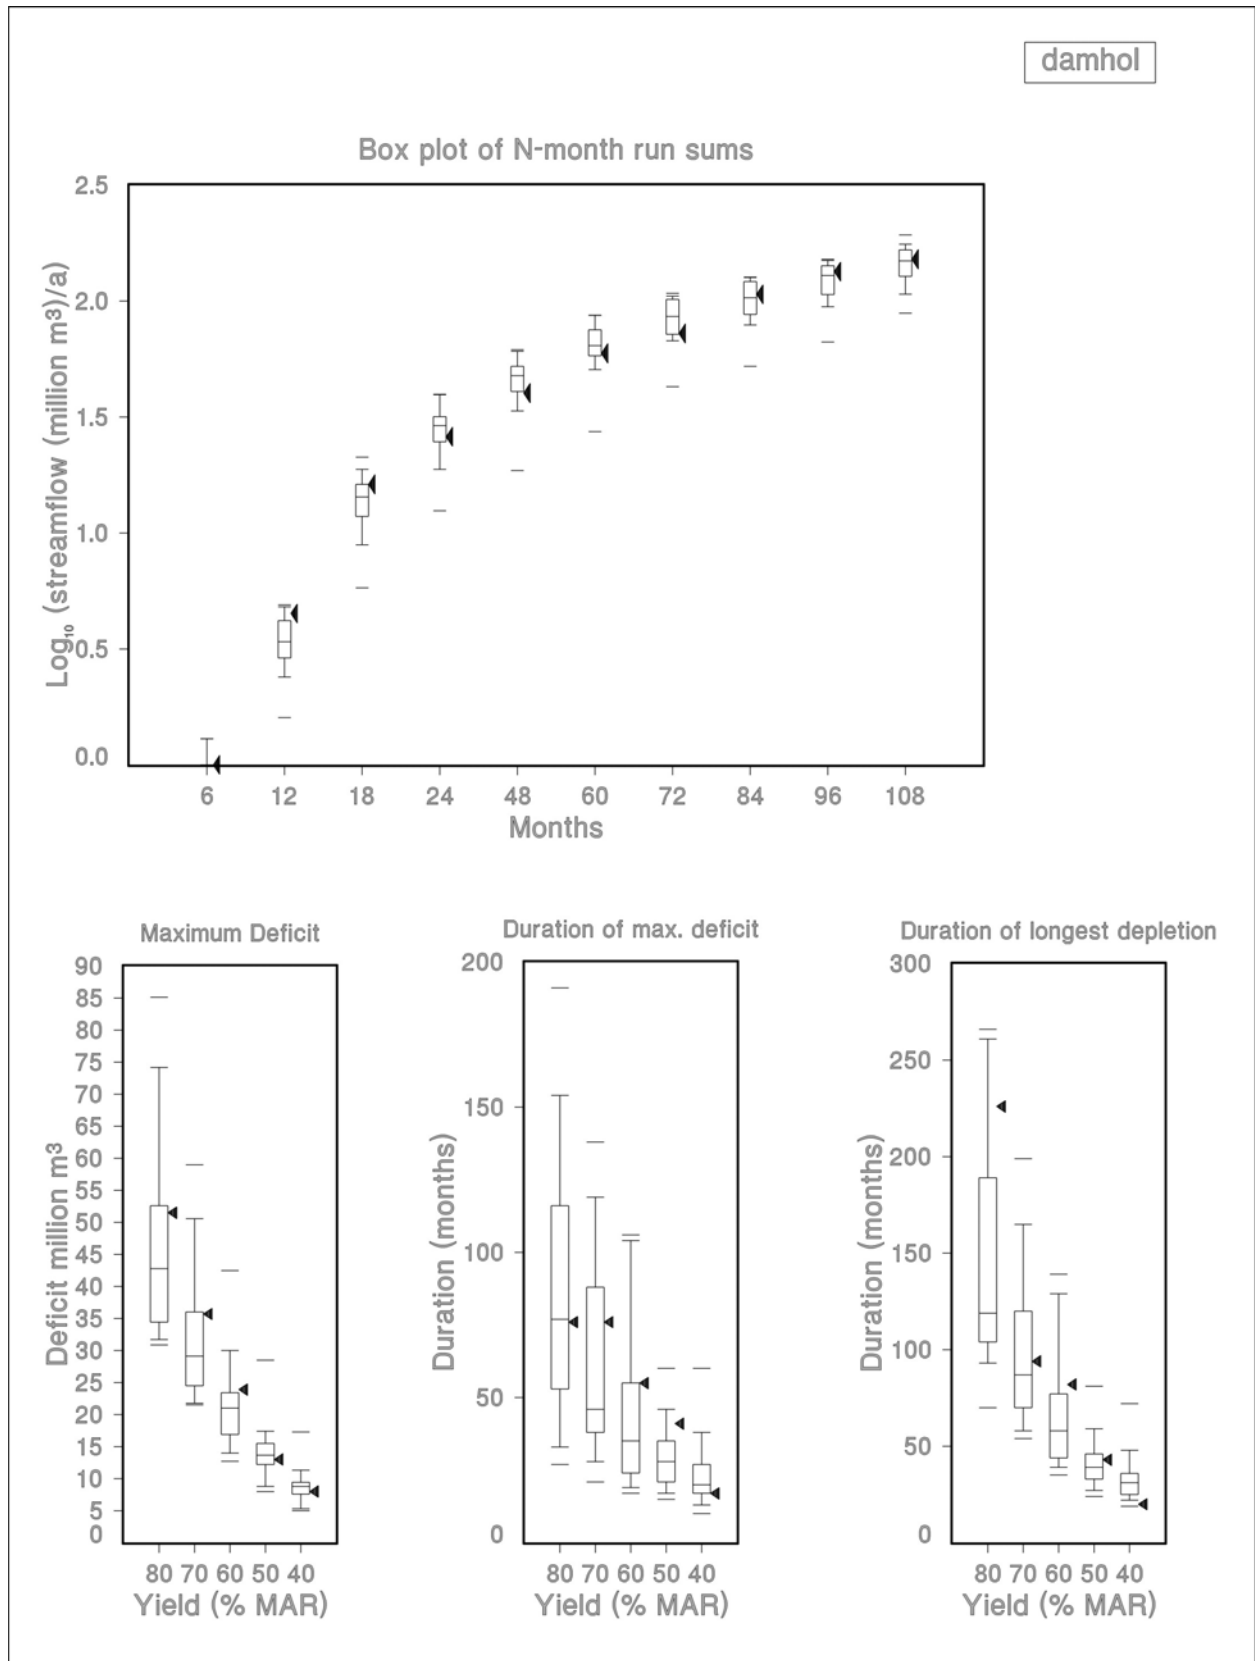 damhol
Box plot of N-month run sums
Log₁₀ (streamflow (million m³)/a)
2.5
2.0
1.5
1.0
0.5
0.0
6 12 18 24 48 60 72 84 96 108
Months
Maximum Deficit
Deficit million m³
90
85
80
75
70
65
60
55
50
45
40
35
30
25
20
15
10
5
0
80 70 60 50 40
Yield (% MAR)
Duration of max. deficit
Duration (months)
200
150
100
50
0
80 70 60 50 40
Yield (% MAR)
Duration of longest depletion
Duration (months)
300
250
200
150
100
50
0
80 70 60 50 40
Yield (% MAR)